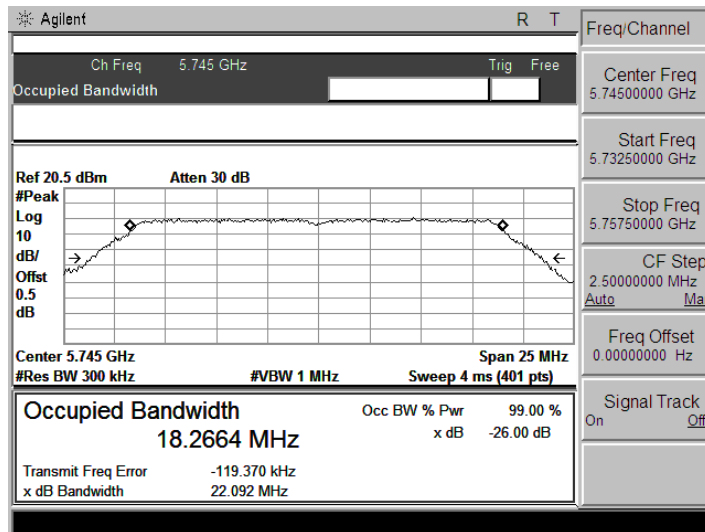 Agilent R T
Ch Freq 5.745 GHz Trig Free
Occupied Bandwidth
Ref 20.5 dBm Atten 30 dB
#Peak
Log
10
dB/
Offst
0.5
dB
Center 5.745 GHz Span 25 MHz
#Res BW 300 kHz #VBW 1 MHz Sweep 4 ms (401 pts)
Occupied Bandwidth
18.2664 MHz
Occ BW % Pwr 99.00 %
x dB -26.00 dB
Transmit Freq Error -119.370 kHz
x dB Bandwidth 22.092 MHz
Freq/Channel
Center Freq
5.74500000 GHz
Start Freq
5.73250000 GHz
Stop Freq
5.75750000 GHz
CF Step
2.50000000 MHz
Auto Ma
Freq Offset
0.00000000 Hz
Signal Track
On Off